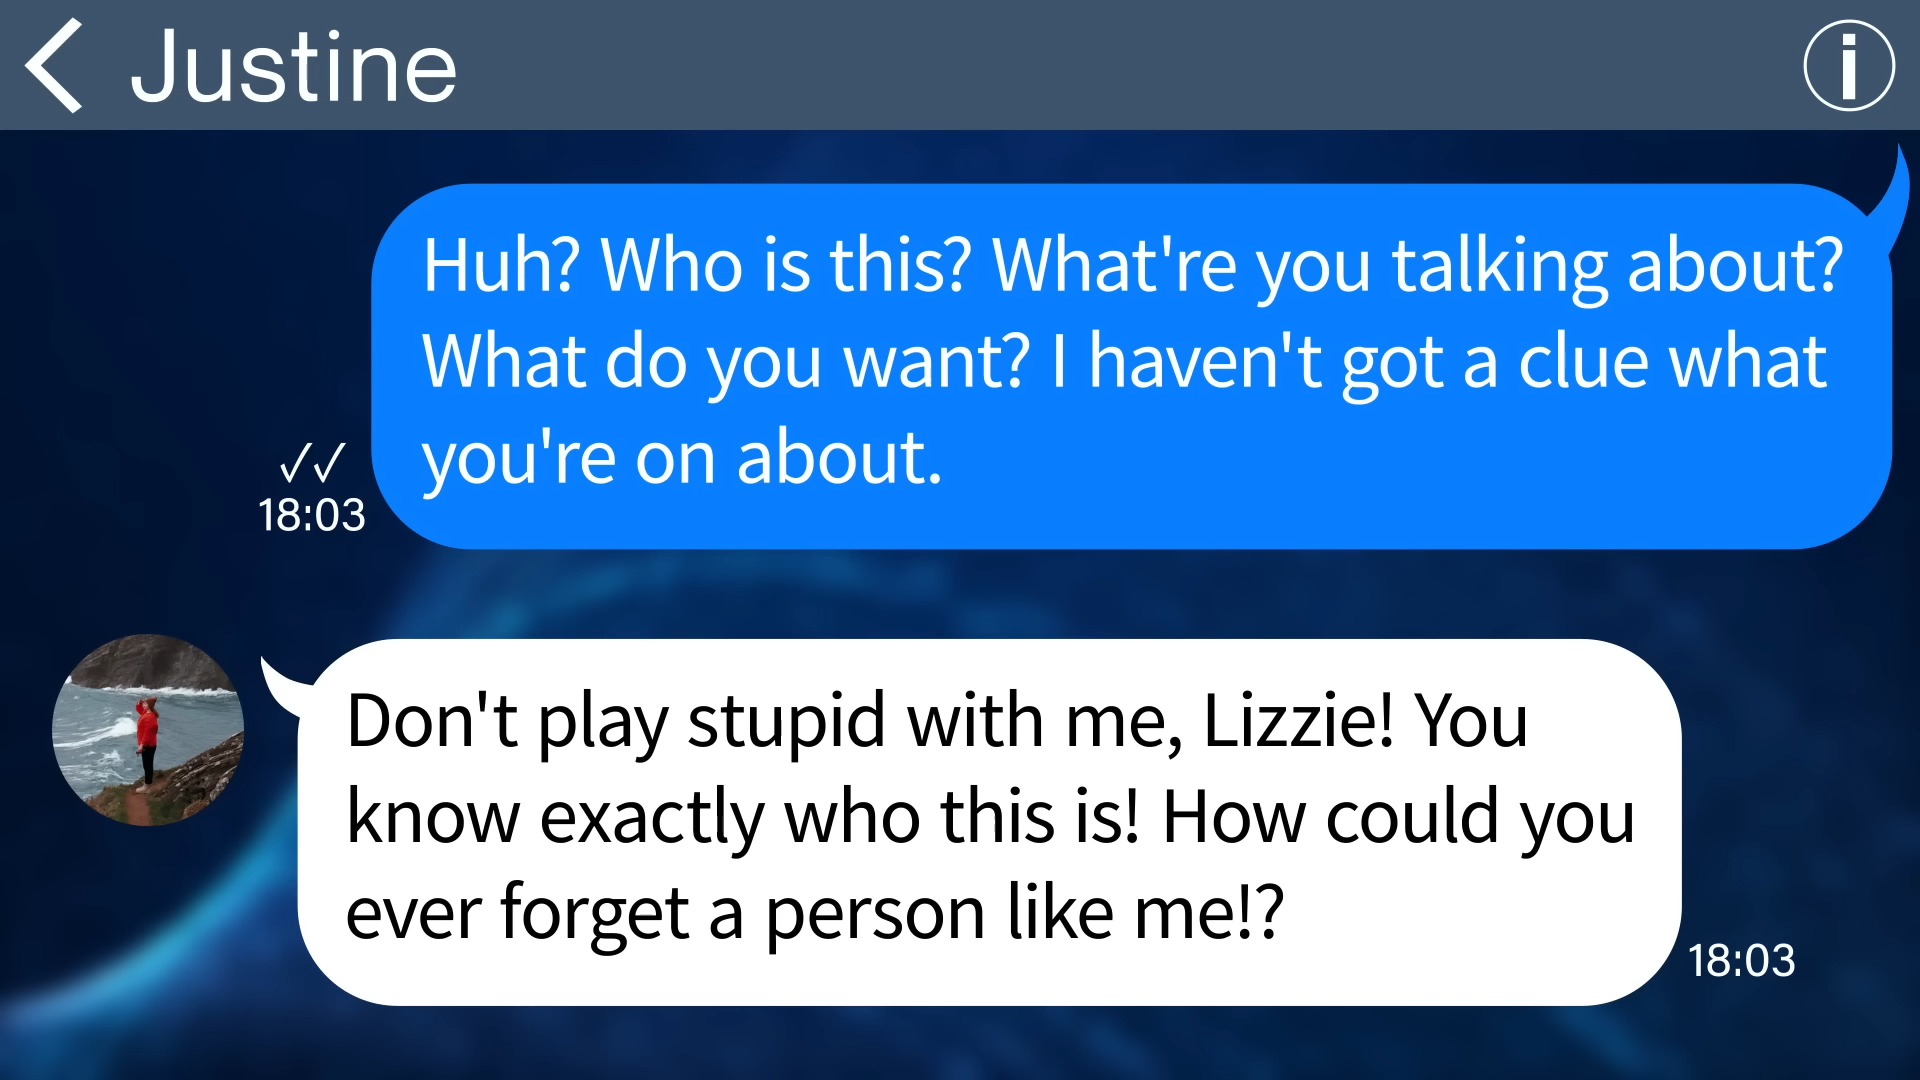 Justine
Huh? Who is this? What're you talking about?
What do you want? I haven't got a clue what
you're on about.
18:03
Don't play stupid with me, Lizzie! You
know exactly who this is! How could you
ever forget a person like me!?
18:03